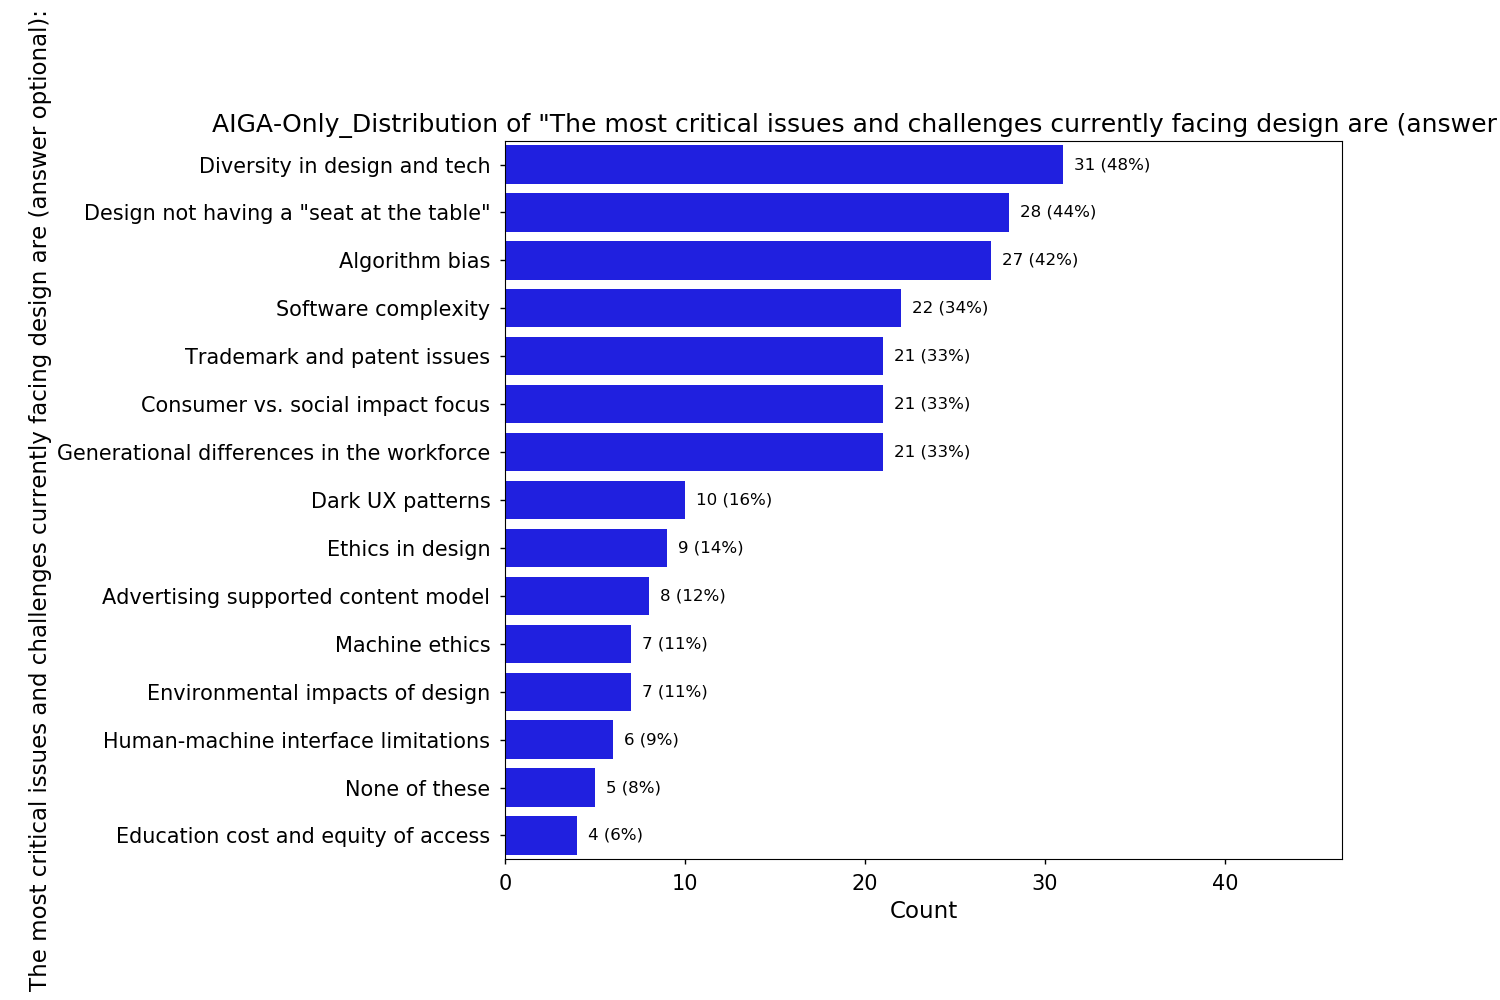 AIGA-Only_Distribution of "The most critical issues and challenges currently facing design are (answer
The most critical issues and challenges currently facing design are (answer optional):
Diversity in design and tech 31 (48%)
Design not having a "seat at the table" 28 (44%)
Algorithm bias 27 (42%)
Software complexity 22 (34%)
Trademark and patent issues 21 (33%)
Consumer vs. social impact focus 21 (33%)
Generational differences in the workforce 21 (33%)
Dark UX patterns 10 (16%)
Ethics in design 9 (14%)
Advertising supported content model 8 (12%)
Machine ethics 7 (11%)
Environmental impacts of design 7 (11%)
Human-machine interface limitations 6 (9%)
None of these 5 (8%)
Education cost and equity of access 4 (6%)
0 10 20 30 40
Count